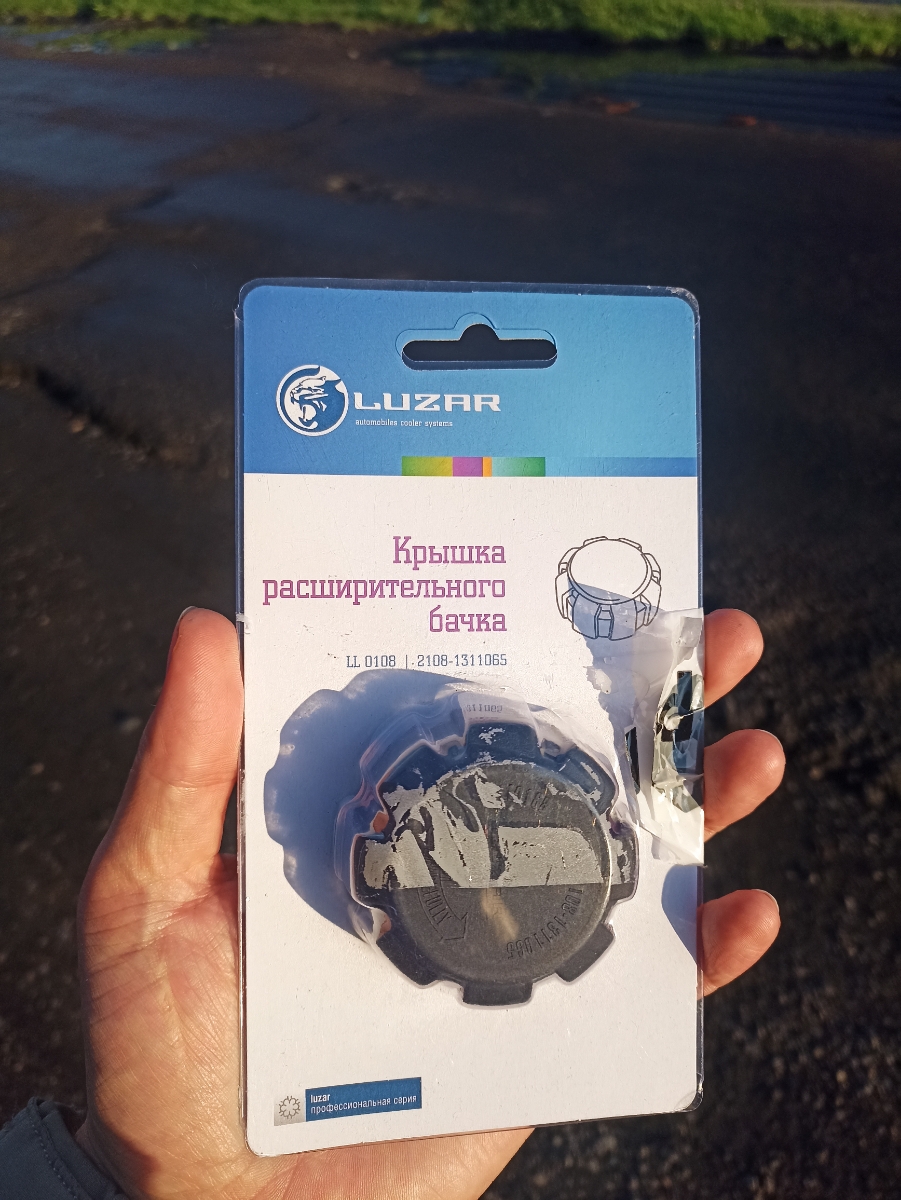 LUZAR
automobiles cooler systems
Крышка
расширительного
бачка
LL 0108 | 2108-1311065
luzar
профессиональная серия